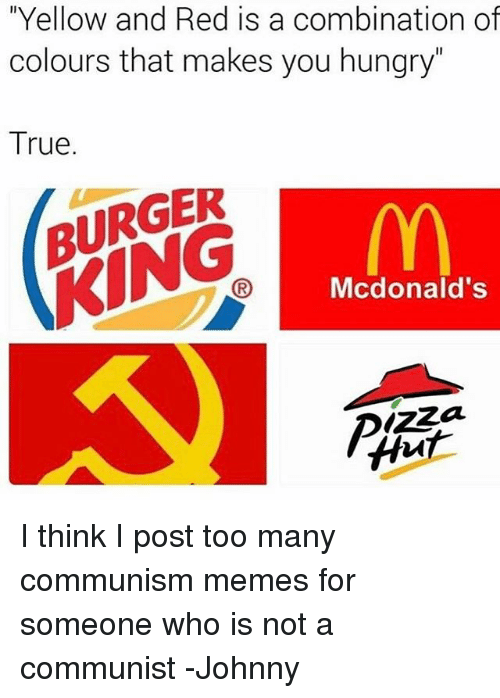 "Yellow and Red is a combination of
colours that makes you hungry"
True.
BURGER
KING
®
M
Mcdonald's
Pizza
Hut
I think I post too many
communism memes for
someone who is not a
communist -Johnny